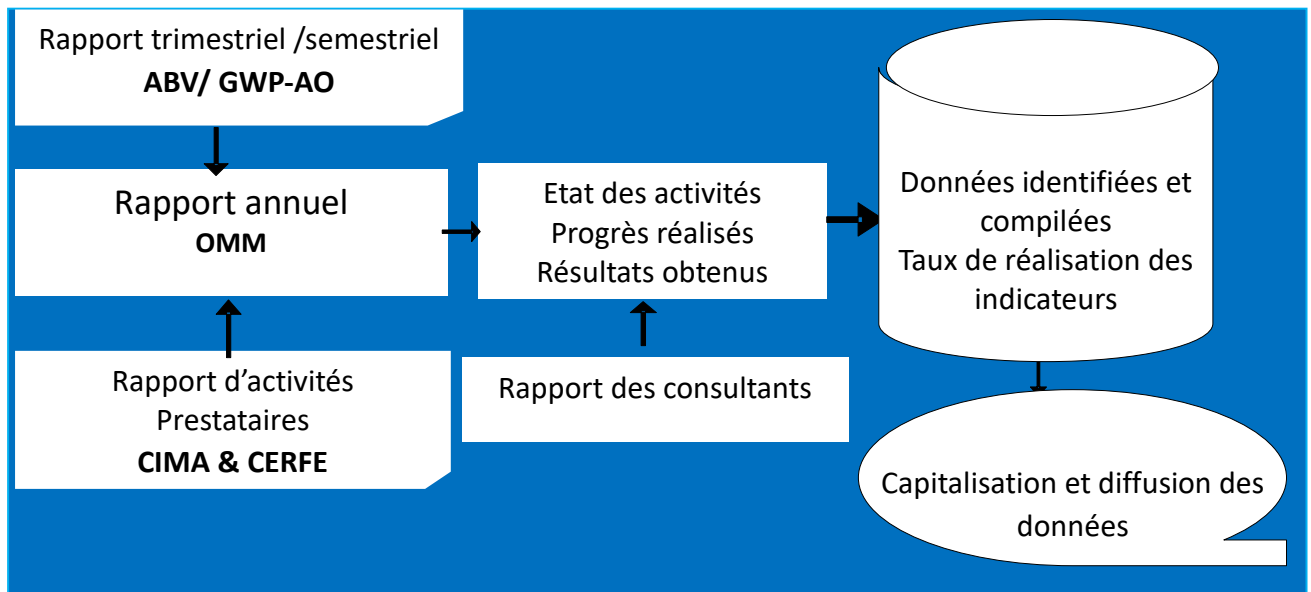 Rapport trimestriel /semestriel
ABV/ GWP-AO
Rapport annuel
OMM
Rapport d’activités
Prestataires
CIMA & CERFE
Etat des activités
Progrès réalisés
Résultats obtenus
Rapport des consultants
Données identifiées et
compilées
Taux de réalisation des
indicateurs
Capitalisation et diffusion des
données